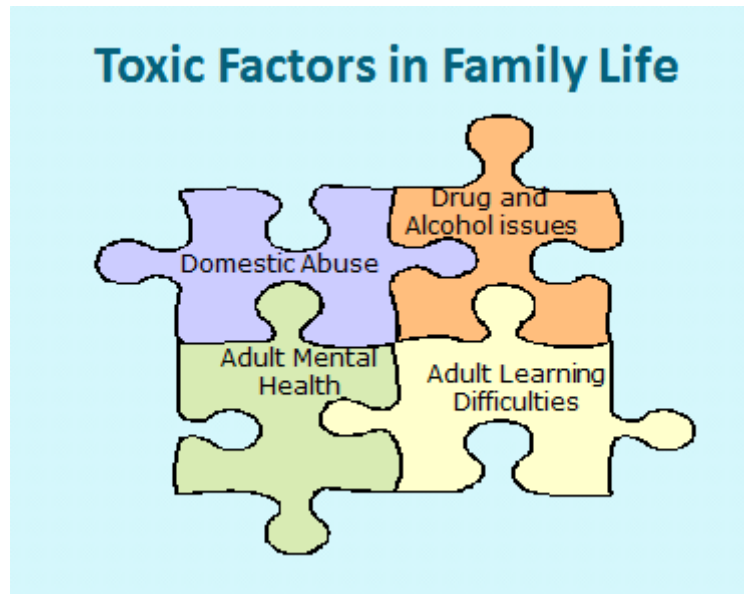 Toxic Factors in Family Life
Domestic Abuse
Drug and
Alcohol issues
Adult Mental
Health
Adult Learning
Difficulties